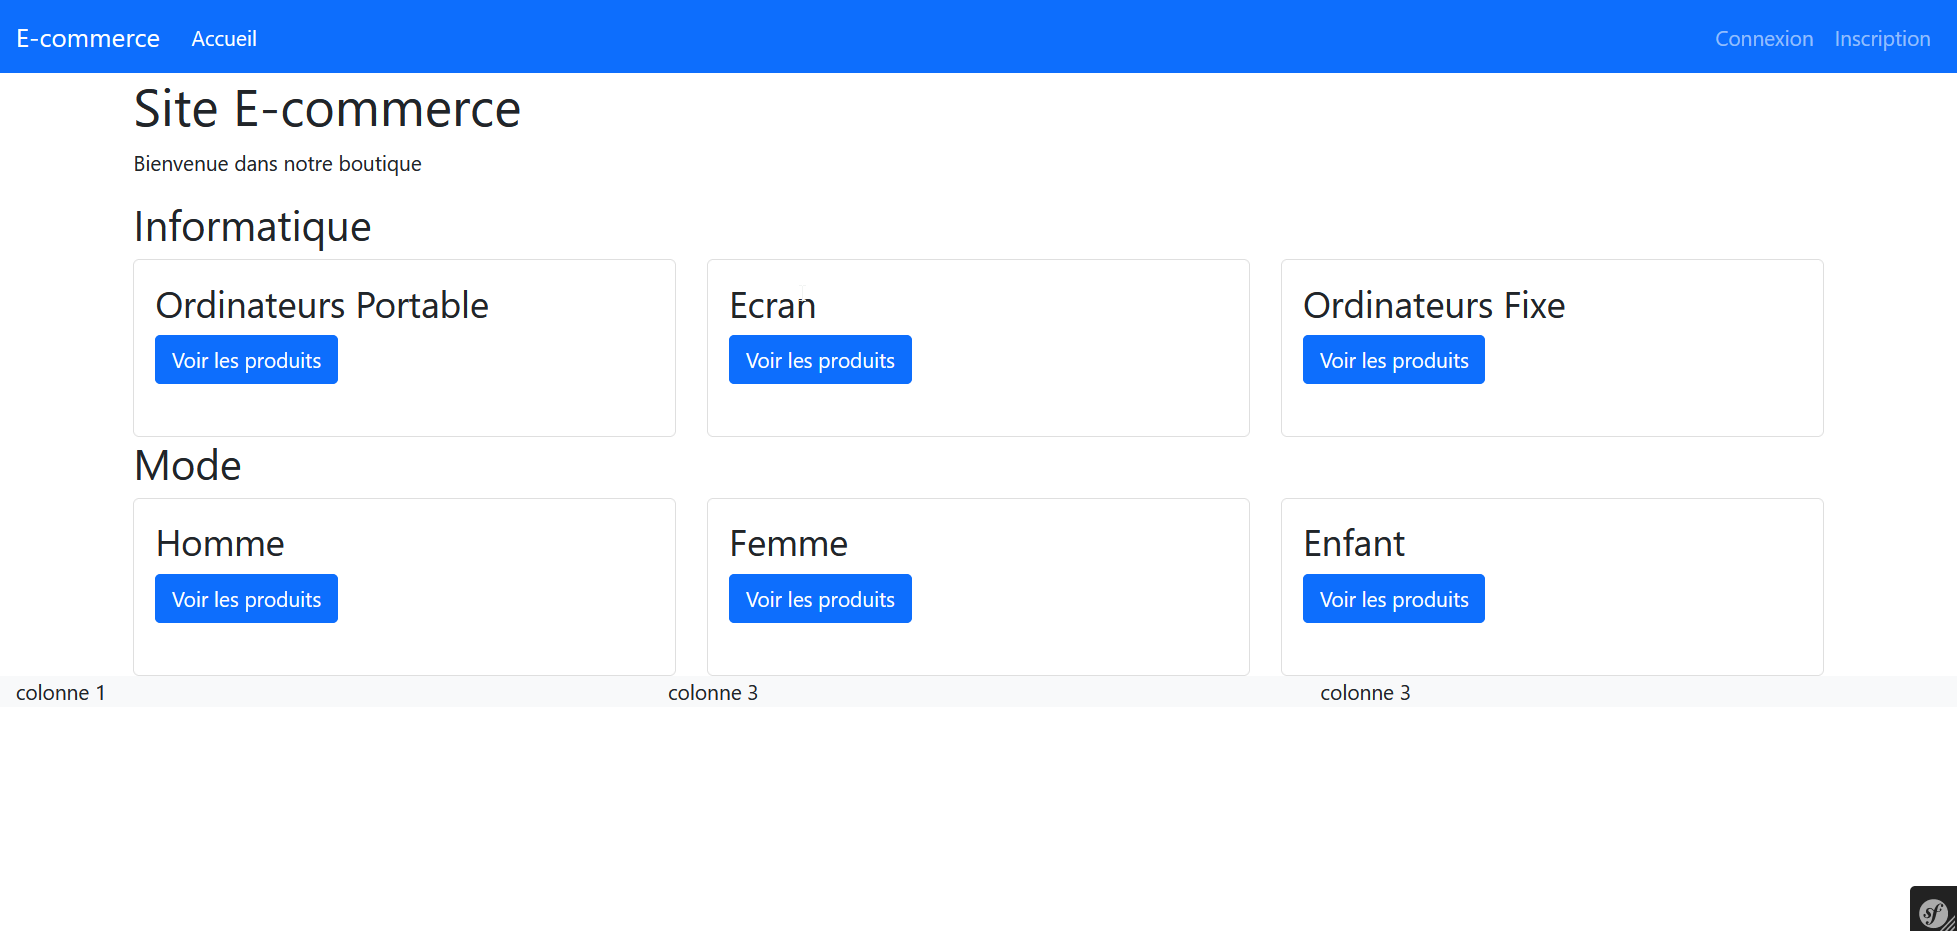 E-commerce Accueil Connexion Inscription
Site E-commerce
Bienvenue dans notre boutique
Informatique
Ordinateurs Portable Ecran Ordinateurs Fixe
Voir les produits Voir les produits Voir les produits
Mode
Homme Femme Enfant
Voir les produits Voir les produits Voir les produits
colonne 1 colonne 3 colonne 3
sf